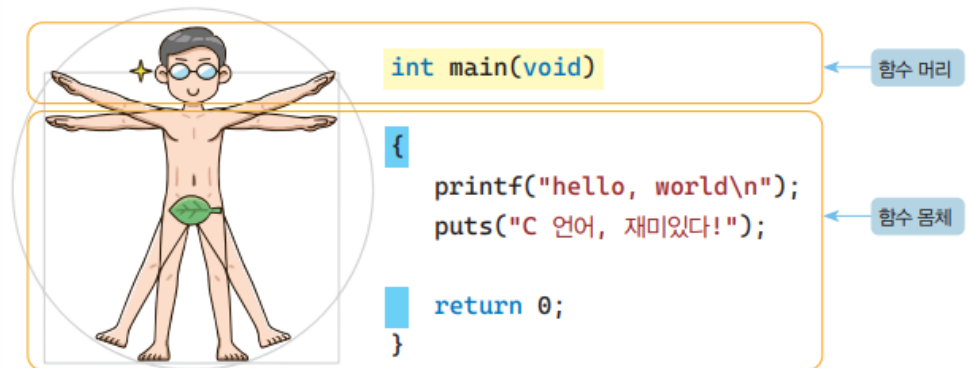 int main(void)
함수 머리
{
printf("hello, world\n");
puts("C 언어, 재미있다!");
함수 몸체
return 0;
}